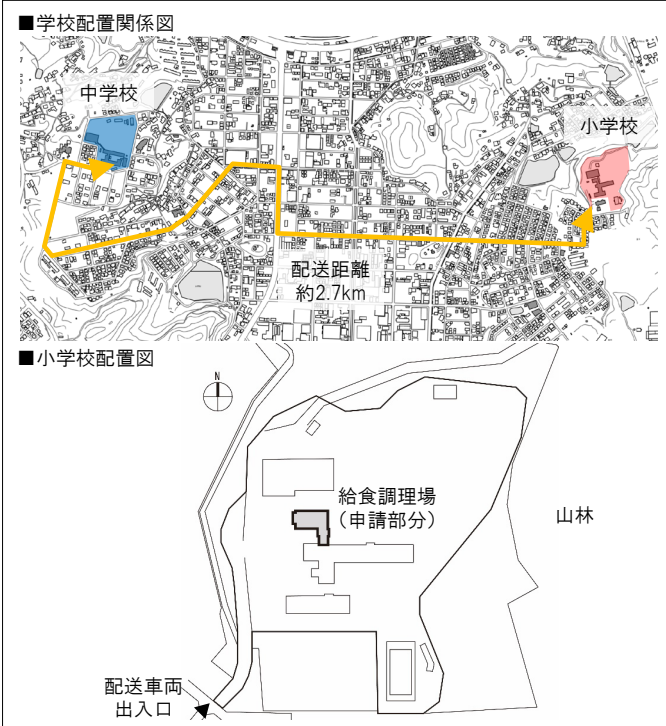 ■学校配置関係図
中学校
小学校
配送距離
約2.7km
■小学校配置図
N
給食調理場
(申請部分)
山林
配送車両
出入口